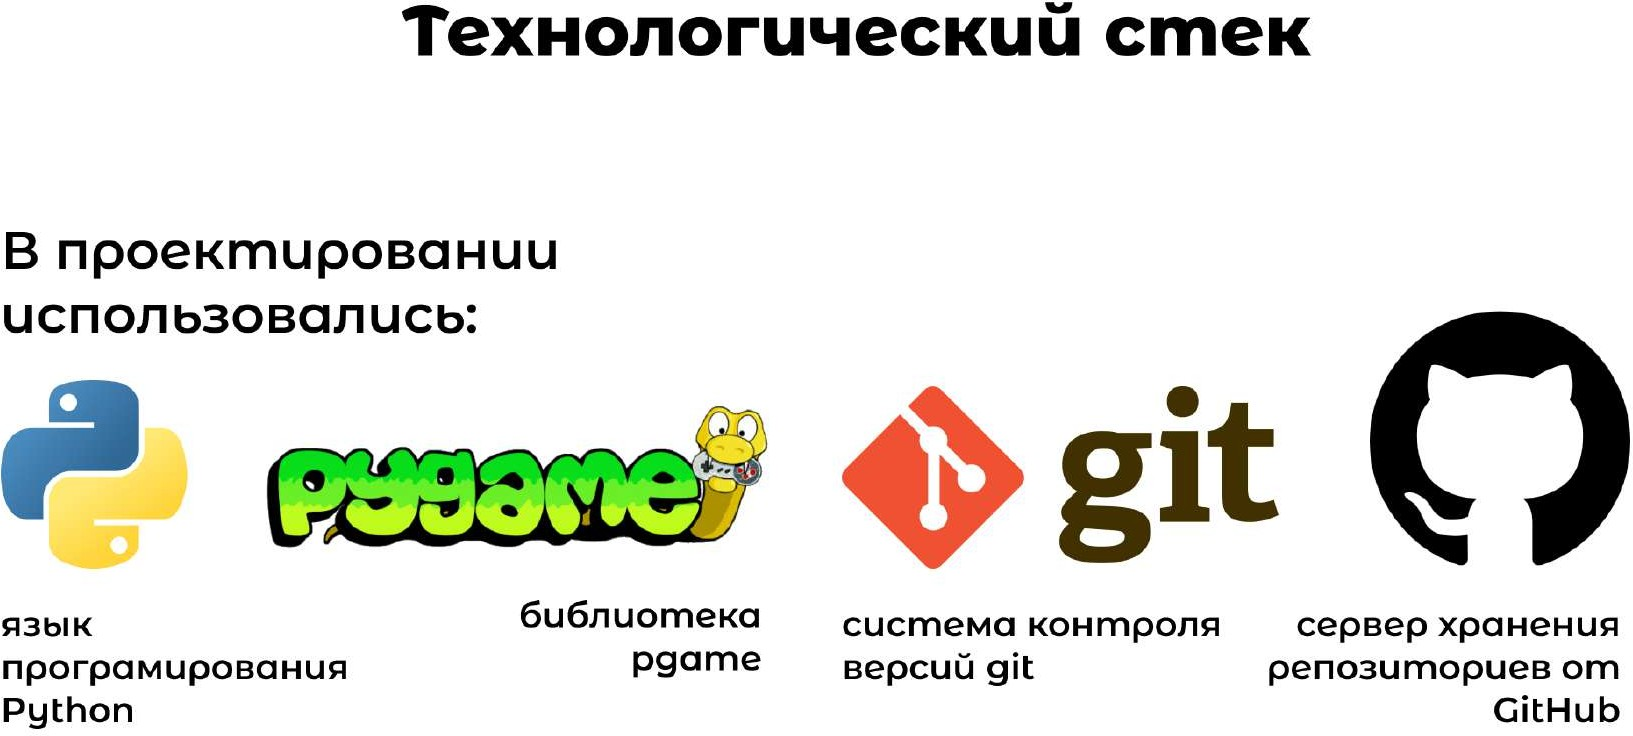 Технологический стек
В проектировании
использовались:
pygame
git
язык
програмирования
Python
библиотека
pgame
система контроля
версий git
сервер хранения
репозиториев от
GitHub